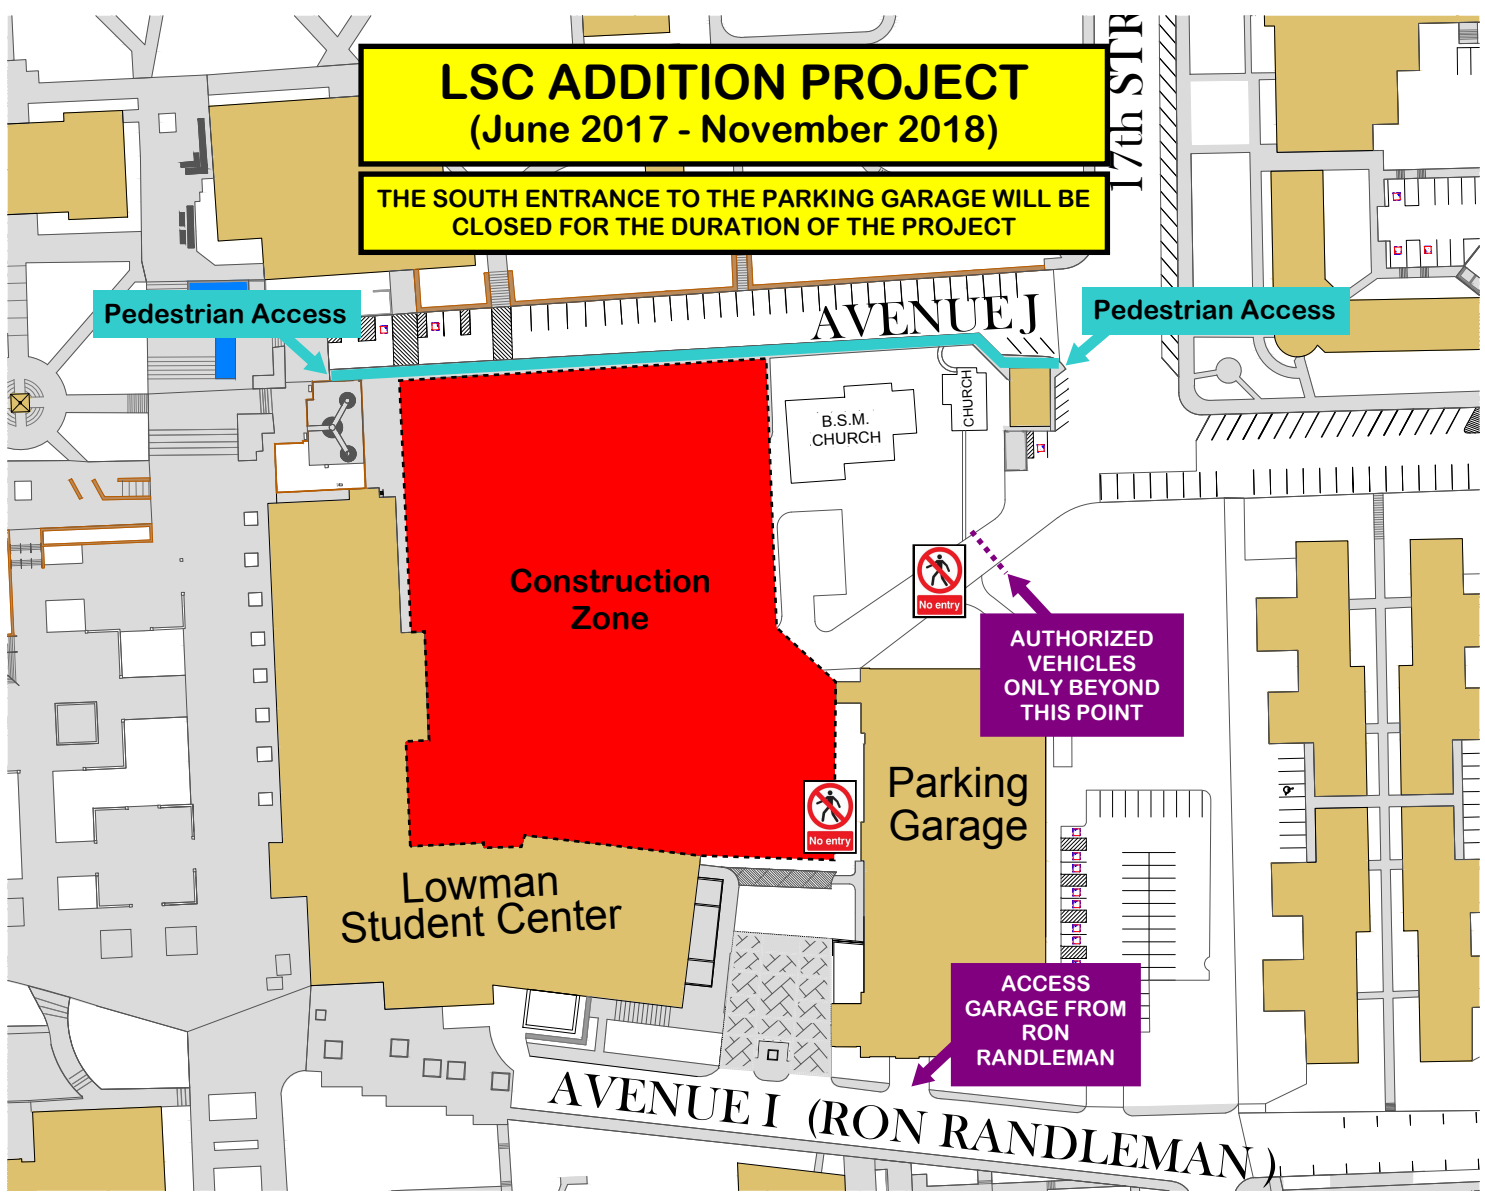 LSC ADDITION PROJECT
(June 2017 - November 2018)
THE SOUTH ENTRANCE TO THE PARKING GARAGE WILL BE
CLOSED FOR THE DURATION OF THE PROJECT
17th STR
Pedestrian Access
AVENUE J
Pedestrian Access
B.S.M.
CHURCH
CHURCH
Construction
Zone
No entry
AUTHORIZED
VEHICLES
ONLY BEYOND
THIS POINT
Parking
Garage
No entry
Lowman
Student Center
ACCESS
GARAGE FROM
RON
RANDLEMAN
AVENUE I (RON RANDLEMAN )